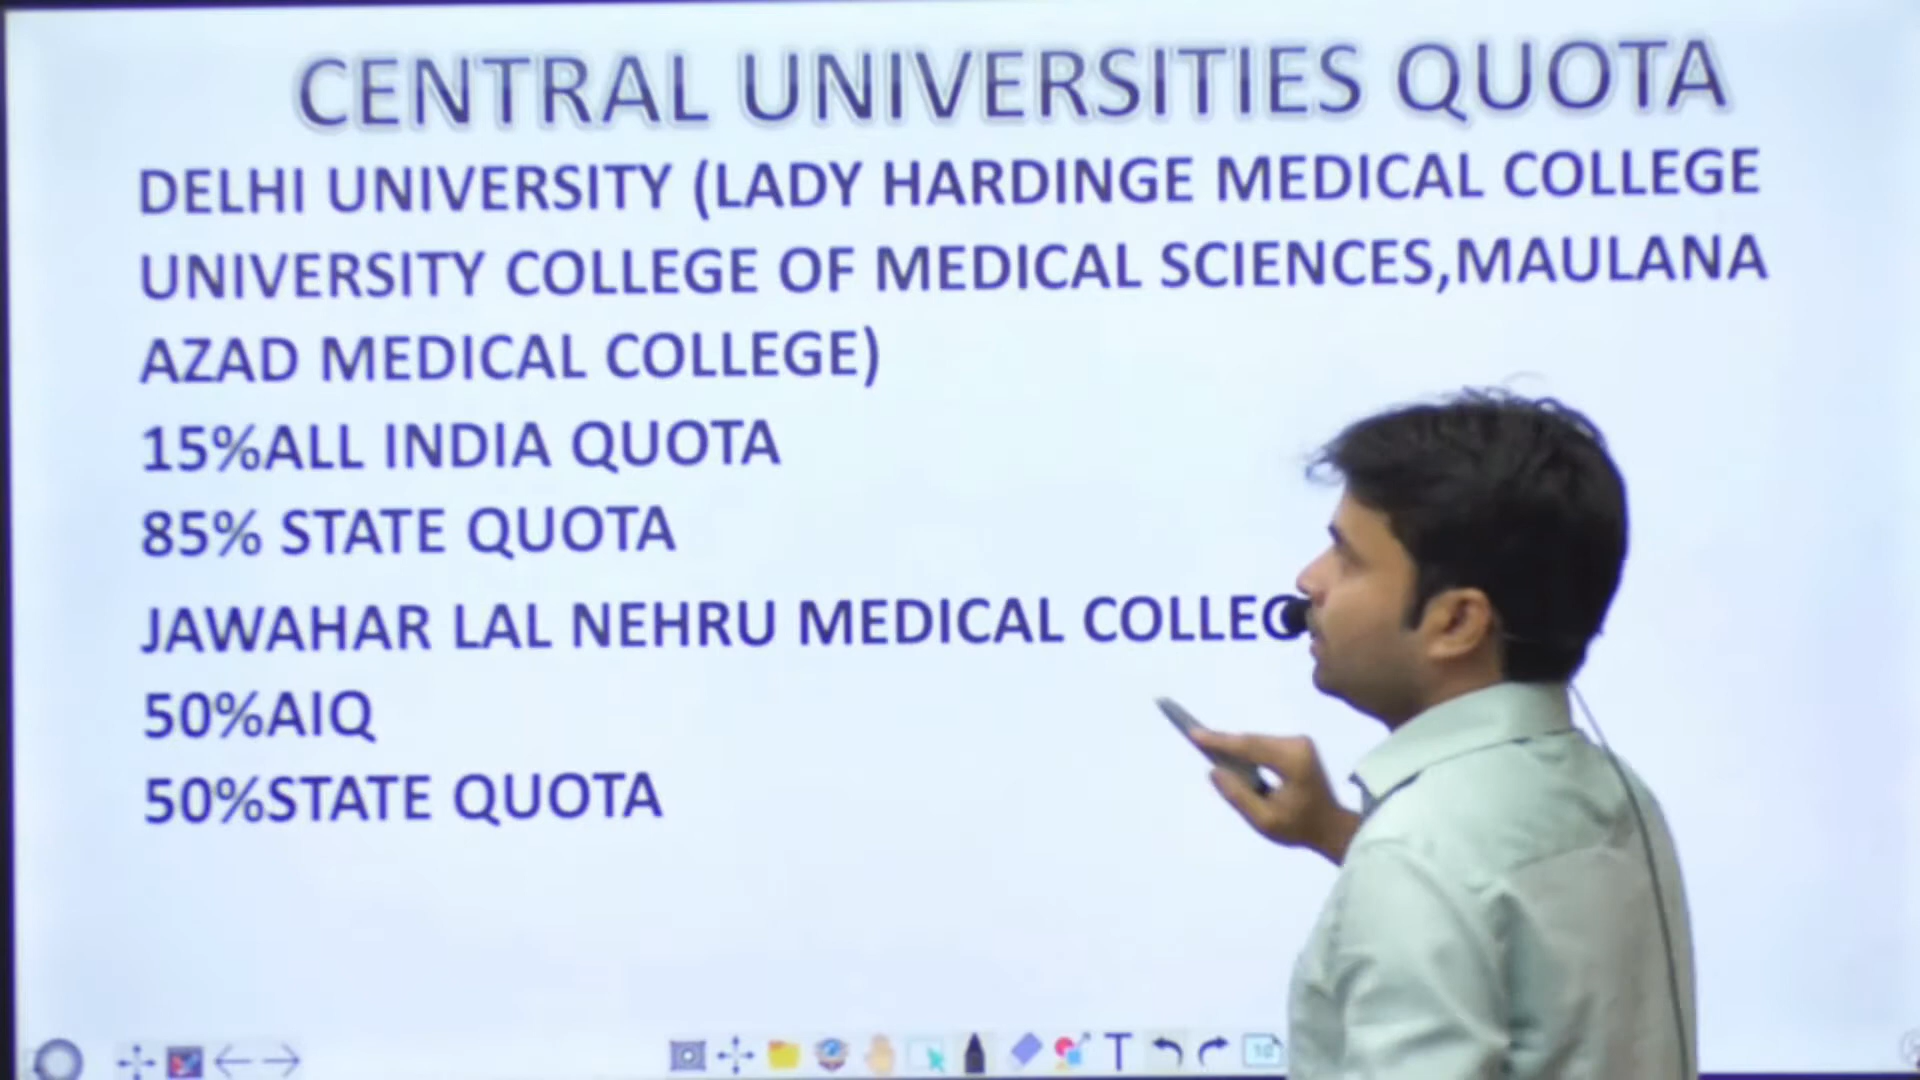 CENTRAL UNIVERSITIES QUOTA
DELHI UNIVERSITY (LADY HARDINGE MEDICAL COLLEGE
UNIVERSITY COLLEGE OF MEDICAL SCIENCES,MAULANA
AZAD MEDICAL COLLEGE)
15%ALL INDIA QUOTA
85% STATE QUOTA
JAWAHAR LAL NEHRU MEDICAL
50%AIQ
50%STATE QUOTA
T
10